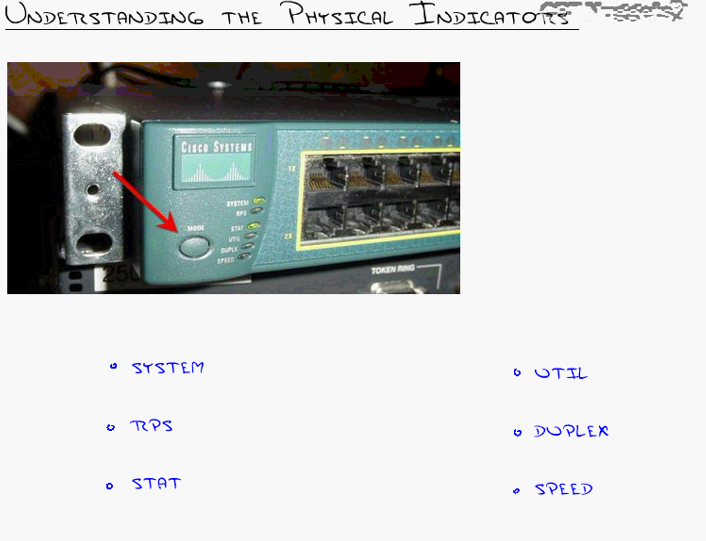 Understanding the Physical Indicators
Cisco Systems
SYSTEM
RPS
MODE
STAT
UTIL
DUPLX
SPEED
1X
2X
TOKEN RING
SYSTEM
RPS
STAT
UTIL
DUPLEX
SPEED